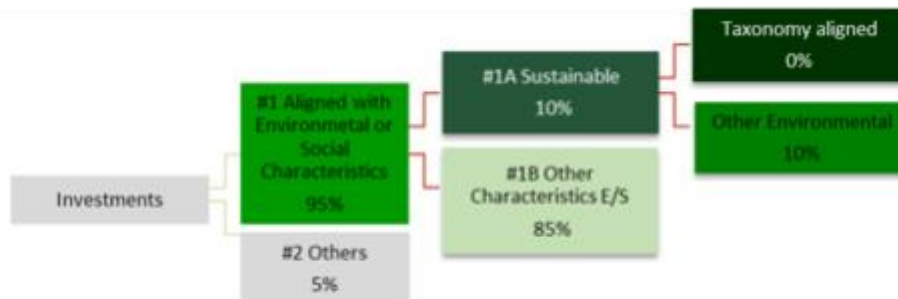 Investments
#1 Aligned with
Environmetal or
Social
Characteristics
95%
#2 Others
5%
#1A Sustainable
10%
#1B Other
Characteristics E/S
85%
Taxonomy aligned
0%
Other Environmental
10%